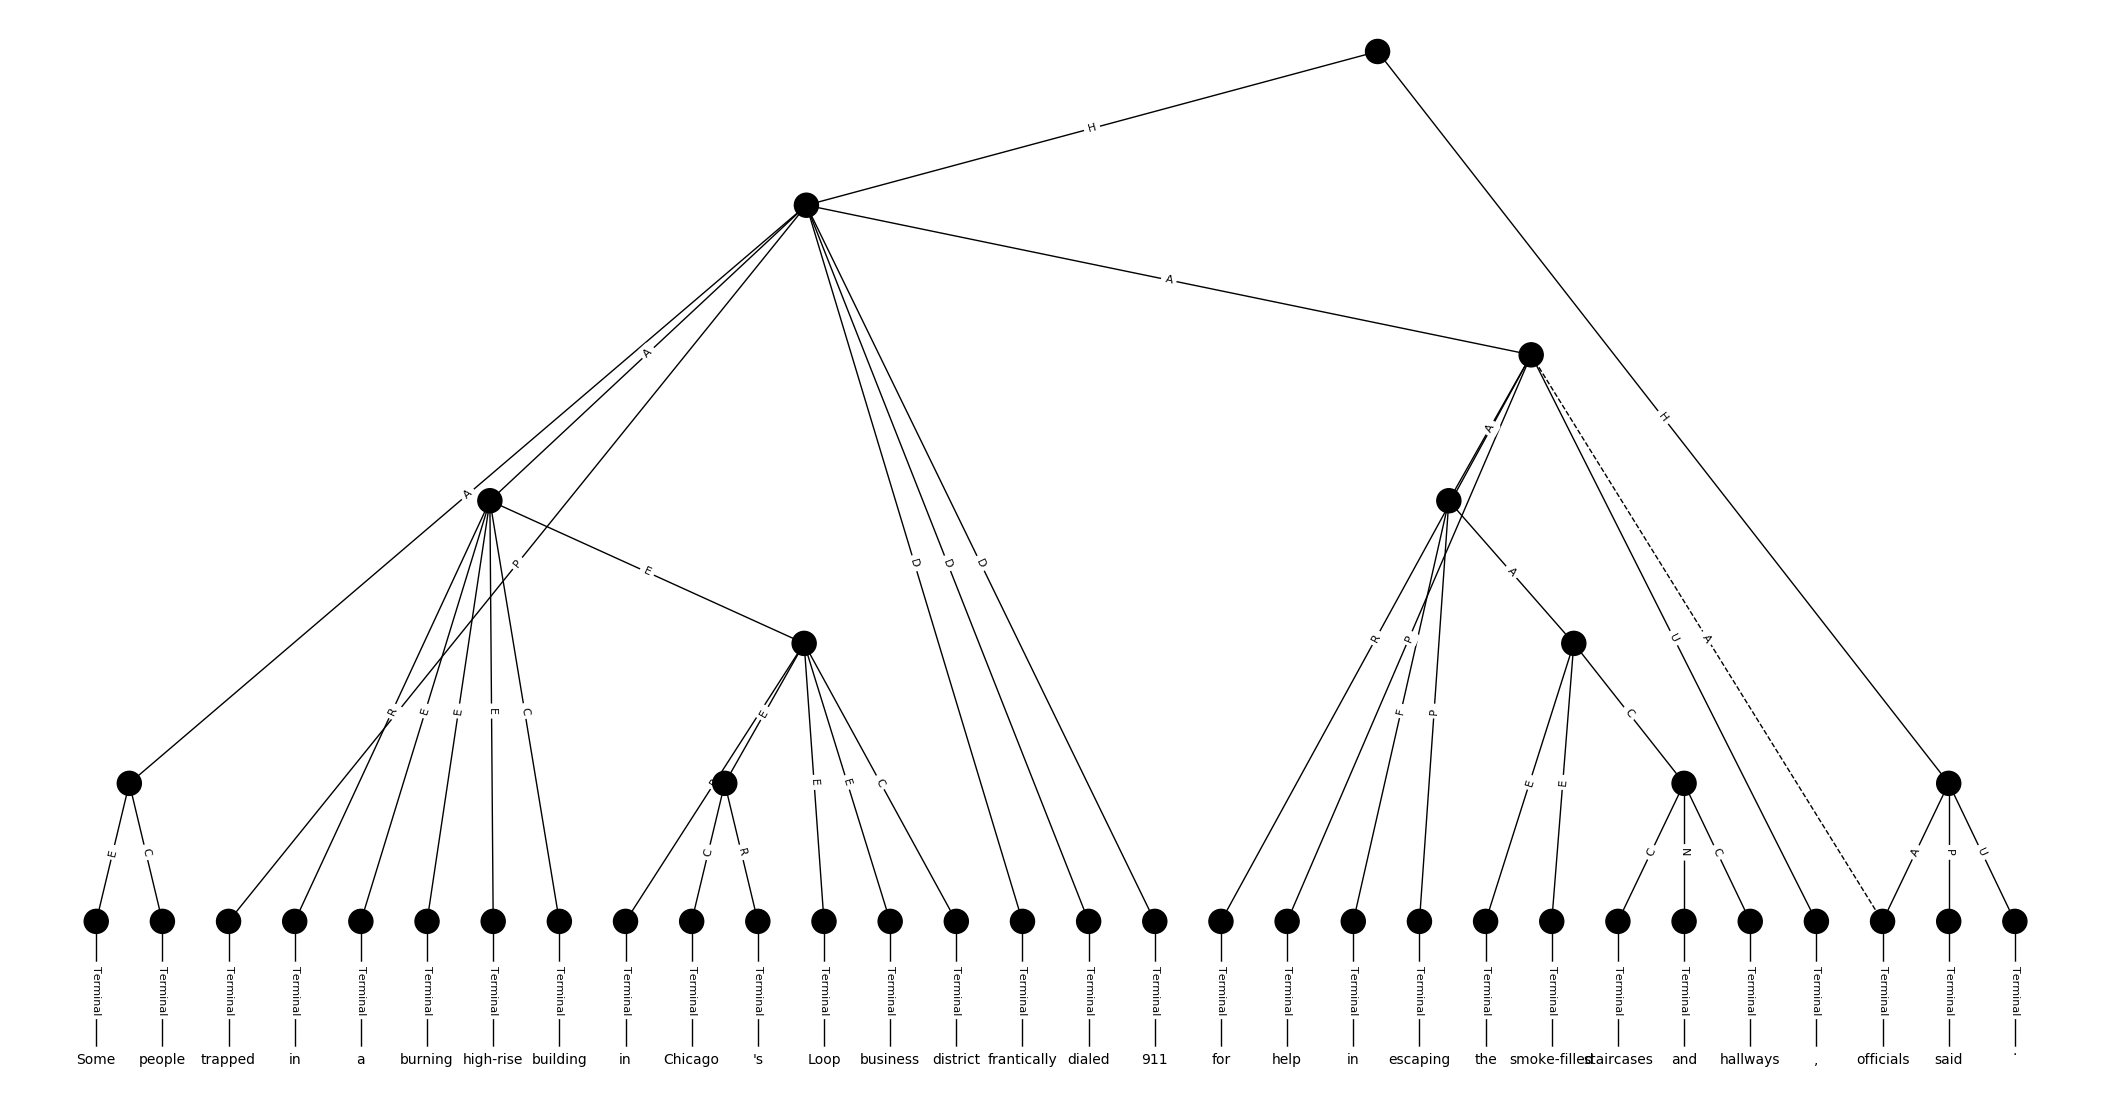 H
A
A
H
A
A
P
E
A
D
D
D
R
P
U
A
R
E
E
E
C
E
F
P
C
E
E
E
C
E
E
E
C
C
R
C
N
C
A
P
U
Terminal Terminal Terminal Terminal Terminal Terminal Terminal Terminal Terminal Terminal Terminal Terminal Terminal Terminal Terminal Terminal Terminal Terminal Terminal Terminal Terminal Terminal Terminal Terminal Terminal Terminal Terminal Terminal Terminal Terminal
Some people trapped in a burning high-rise building in Chicago 's Loop business district frantically dialed 911 for help in escaping the smoke-filled staircases and hallways , officials said .